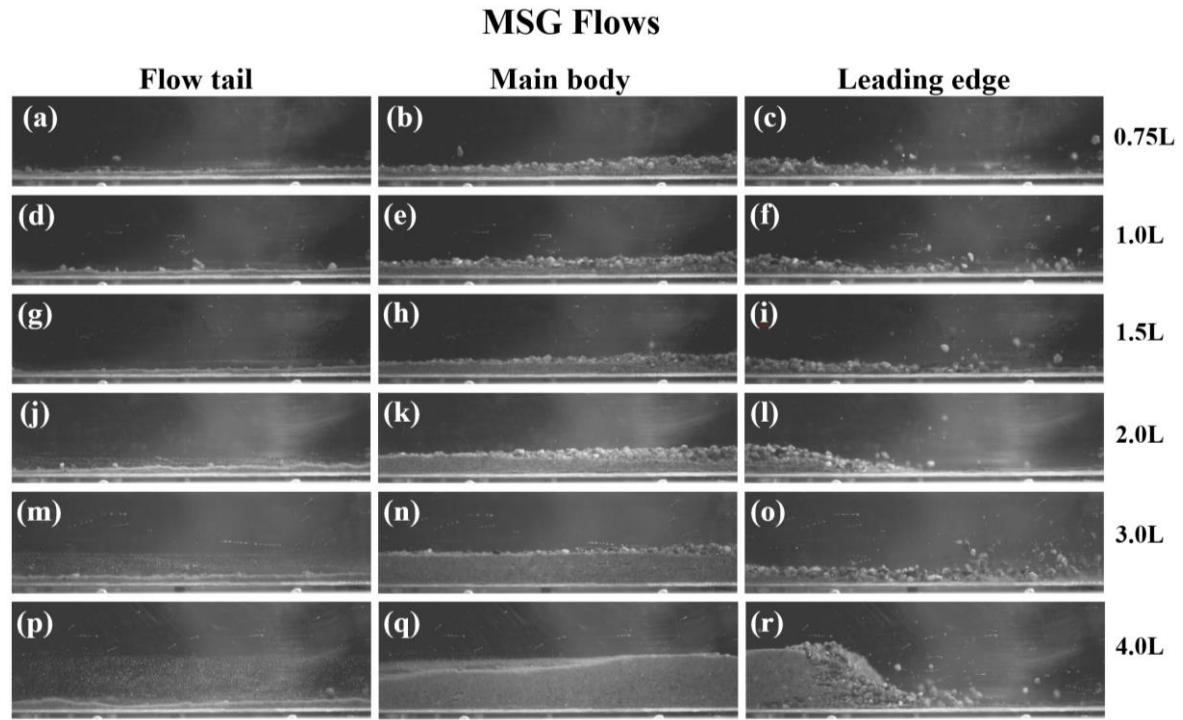 MSG Flows
Flow tail Main body Leading edge
(a) (b) (c) 0.75L
(d) (e) (f) 1.0L
(g) (h) (i) 1.5L
(j) (k) (l) 2.0L
(m) (n) (o) 3.0L
(p) (q) (r) 4.0L